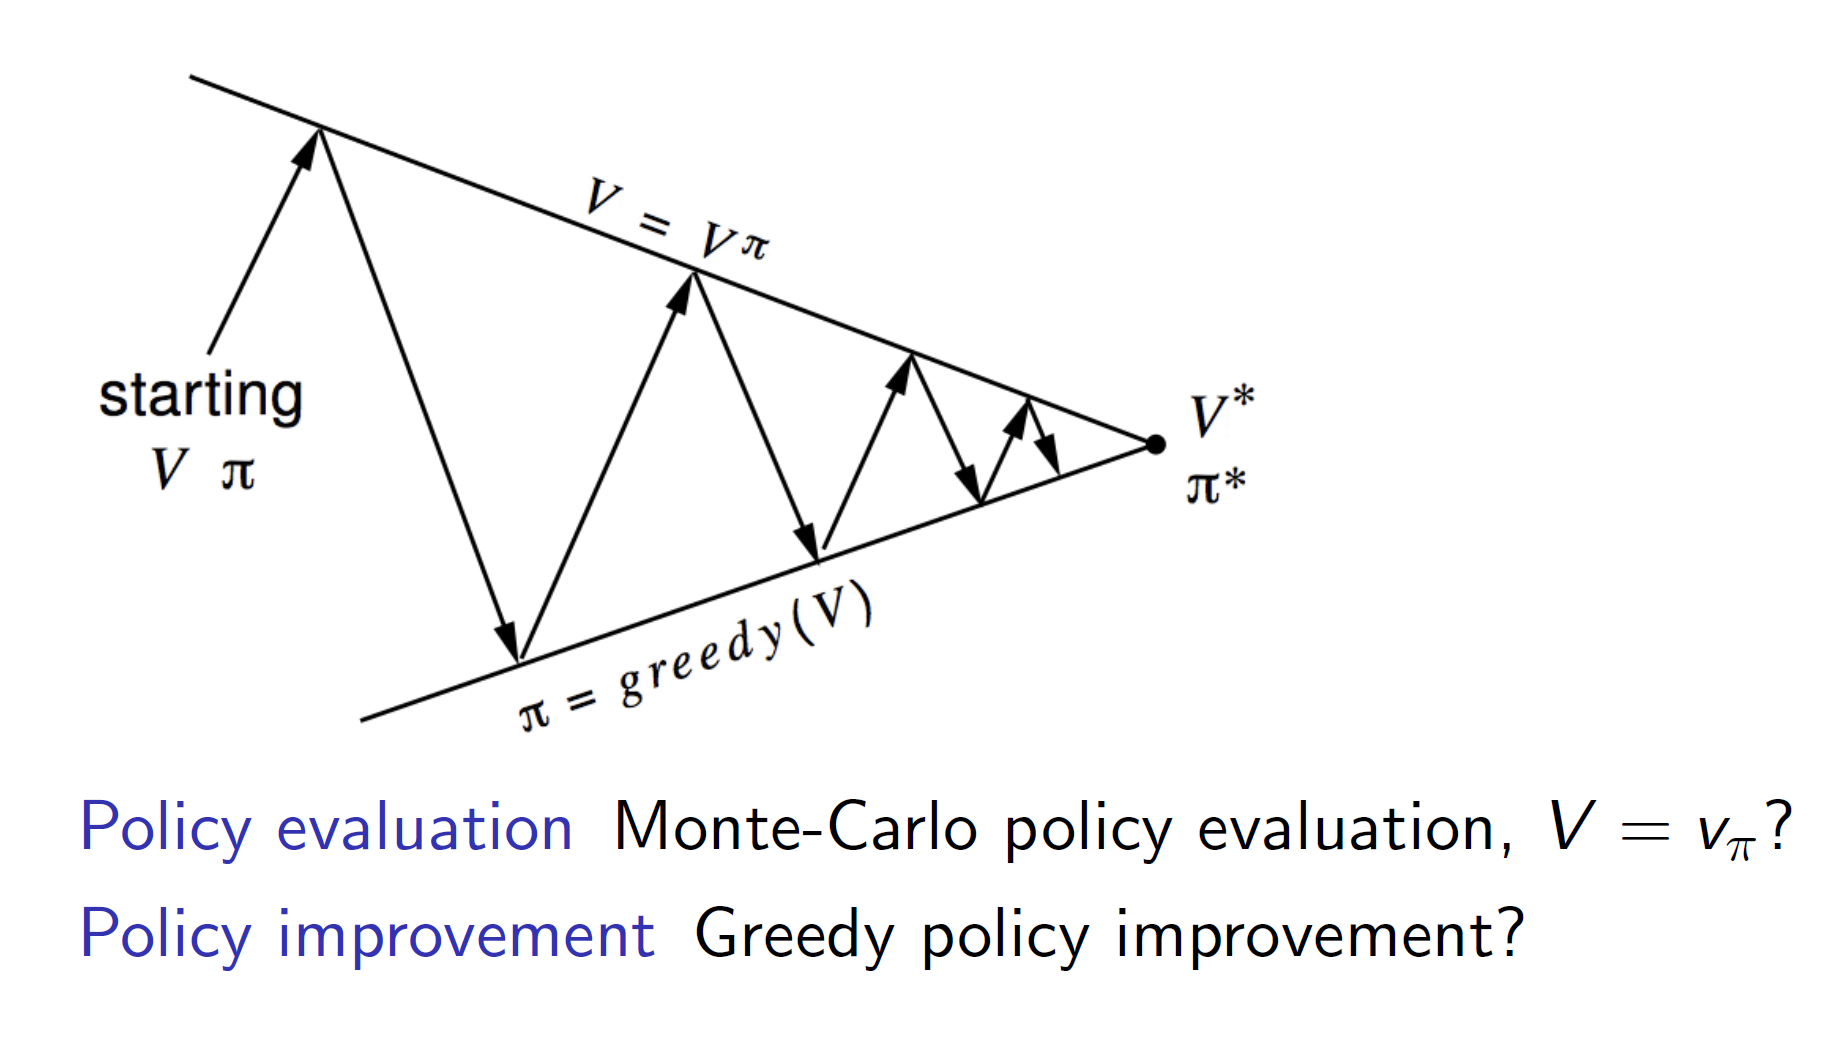 V = Vπ
starting
V π
V*
π*
π = greedy(V)
Policy evaluation Monte-Carlo policy evaluation, V = vπ?
Policy improvement Greedy policy improvement?